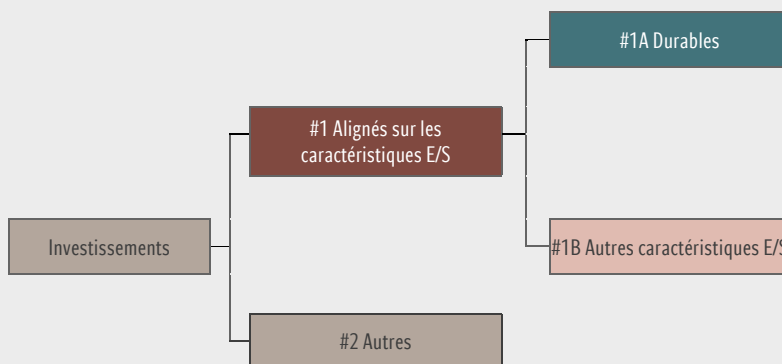 #1A Durables
#1 Alignés sur les
caractéristiques E/S
Investissements
#1B Autres caractéristiques E/S
#2 Autres